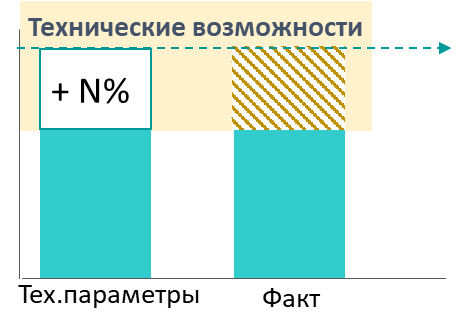 Технические возможности
+ N%
Тех.параметры
Факт